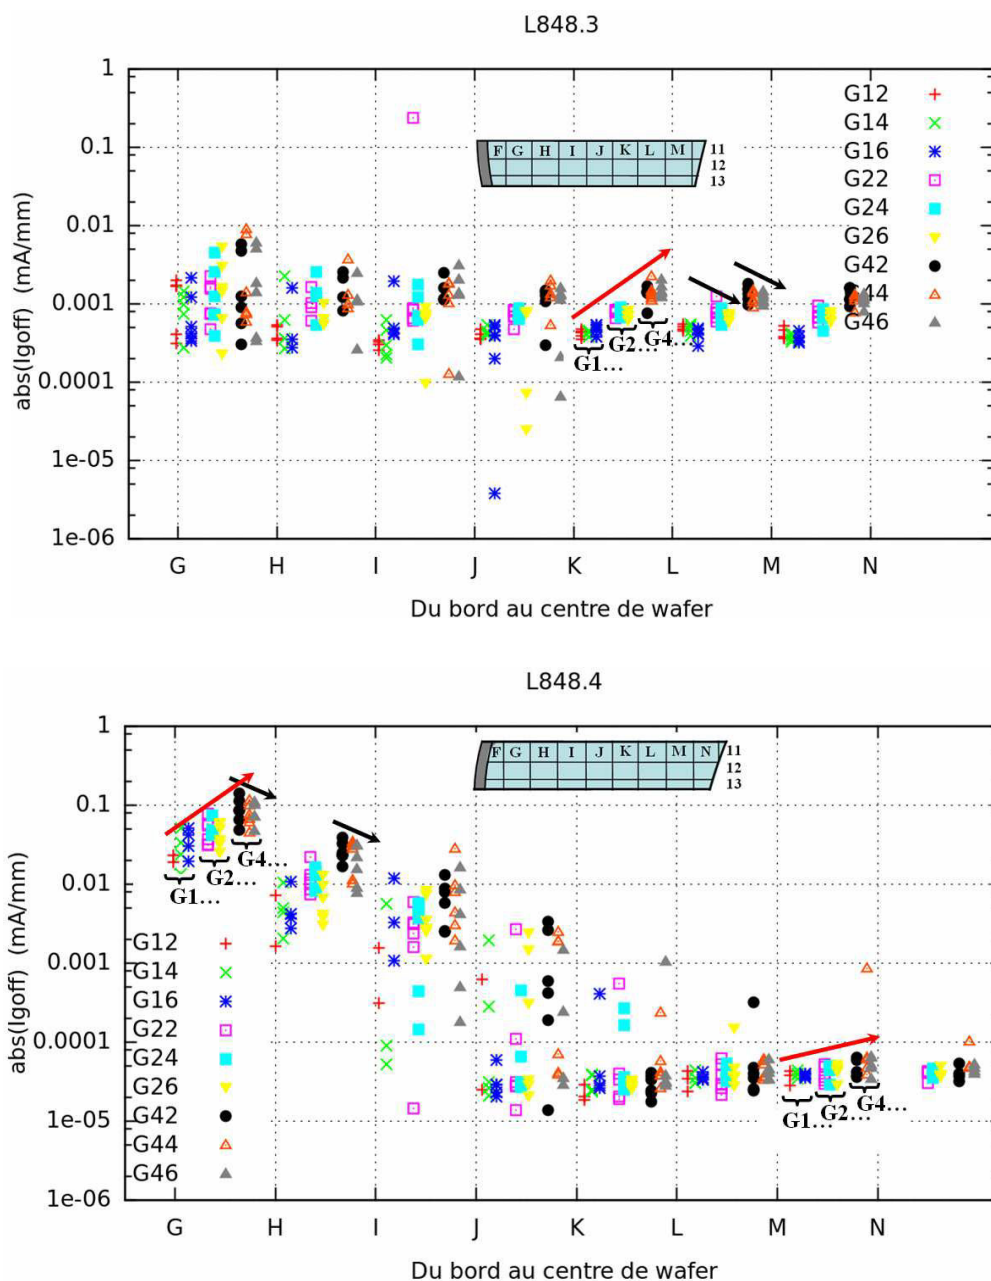 L848.3
abs(Igoff) (mA/mm)
1
0.1
0.01
0.001
0.0001
1e-05
1e-06
G12
G14
G16
G22
G24
G26
G42
G44
G46
F G H I J K L M
11
12
13
G1...
G2...
G4...
G H I J K L M N
Du bord au centre de wafer
L848.4
abs(Igoff) (mA/mm)
1
0.1
0.01
0.001
0.0001
1e-05
1e-06
F G H I J K L M N
11
12
13
G1...
G2...
G4...
G12
G14
G16
G22
G24
G26
G42
G44
G46
G1...
G2...
G4...
G H I J K L M N
Du bord au centre de wafer